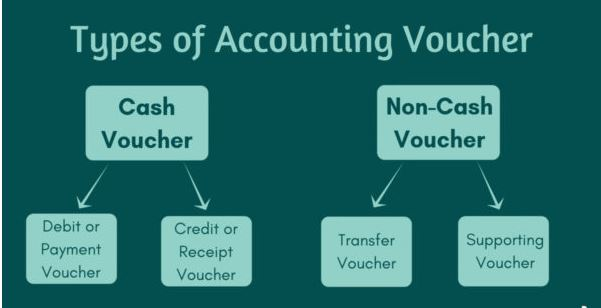 Types of Accounting Voucher
Cash
Voucher
Non-Cash
Voucher
Debit or
Payment
Voucher
Credit or
Receipt
Voucher
Transfer
Voucher
Supporting
Voucher